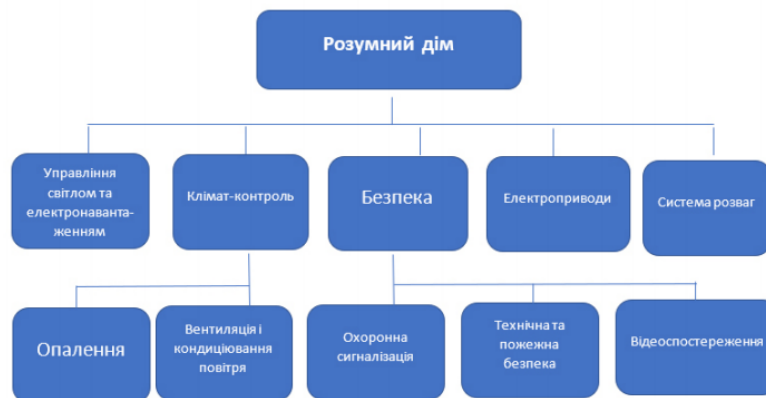 Розумний дім
Управління
світлом та
електронаванта-
женням
Клімат-контроль
Безпека
Електроприводи
Система розваг
Опалення
Вентиляція і
кондиціювання
повітря
Охоронна
сигналізація
Технічна та
пожежна
безпека
Відеоспостереження